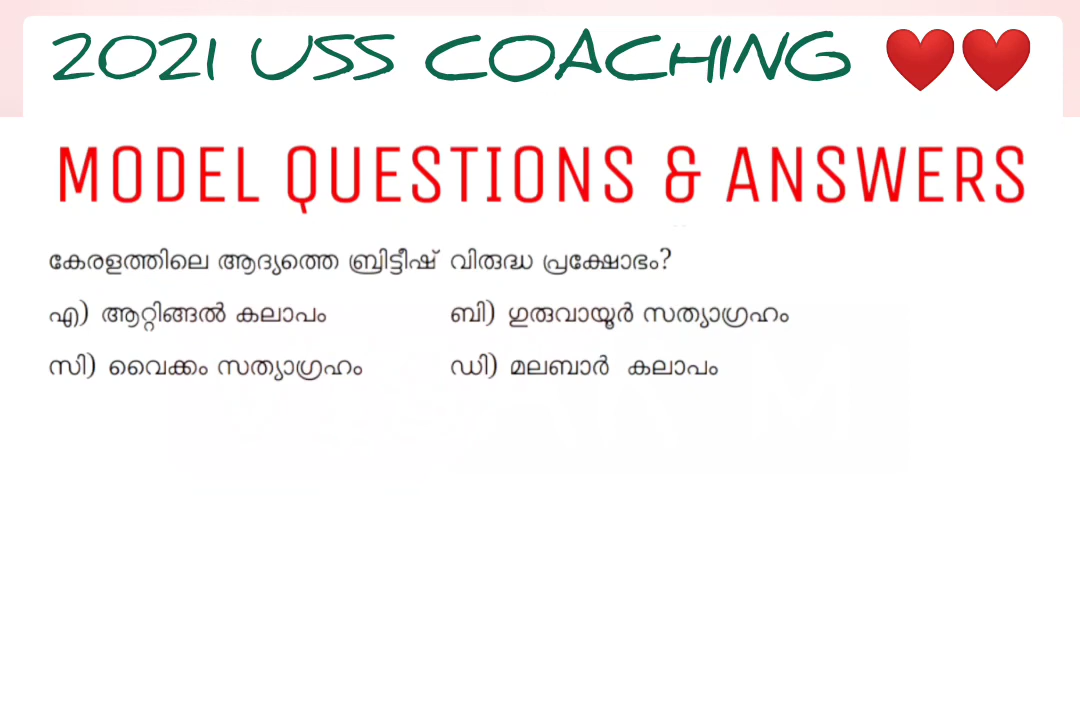 2021 USS COACHING ❤️❤️
MODEL QUESTIONS & ANSWERS
കേരളത്തിലെ ആദ്യത്തെ ബ്രിട്ടീഷ് വിരുദ്ധ പ്രക്ഷോഭം?
എ) ആറ്റിങ്ങൽ കലാപം ബി) ഗുരുവായൂർ സത്യാഗ്രഹം
സി) വൈക്കം സത്യാഗ്രഹം ഡി) മലബാർ കലാപം